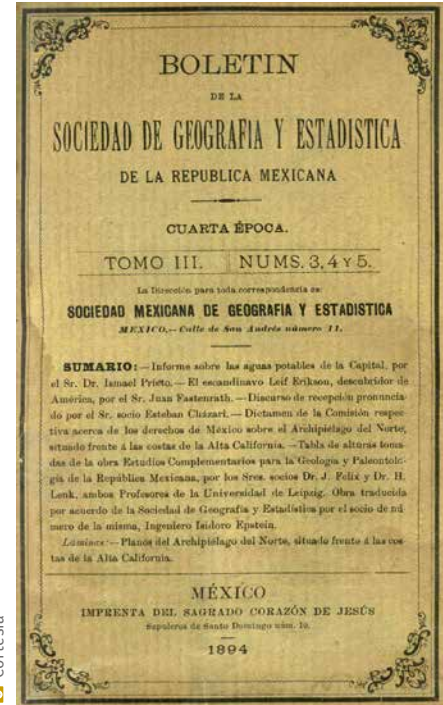 BOLETIN
DE LA
SOCIEDAD DE GEOGRAFIA Y ESTADISTICA
DE LA REPUBLICA MEXICANA
CUARTA ÉPOCA.
TOMO III. NUMS. 3, 4 Y 5.
La Dirección para toda correspondencia es:
SOCIEDAD MEXICANA DE GEOGRAFIA Y ESTADISTICA
MEXICO.—Calle de San Andrés número 11.
SUMARIO:—Informe sobre las aguas potables de la Capital, por
el Sr. Dr. Ismael Prieto.—El escandinavo Leif Erikson, descubridor de
América, por el Sr. Juan Fastenrath.—Discurso de recepción pronuncia-
do por el Sr. socio Esteban Cházari.—Dictamen de la Comisión respec-
tiva acerca de los derechos de México sobre el Archipiélago del Norte,
situado frente á las costas de la Alta California.—Tabla de alturas toma-
das de la obra Estudios Complementarios para la Geología y Paleontolo-
gía de la República Mexicana, por los Sres. socios Dr. J. Felix y Dr. H.
Lenk, ambos Profesores de la Universidad de Leipzig. Obra traducida
por acuerdo de la Sociedad de Geografía y Estadística por el socio de nú
mero de la misma, Ingeniero Isidoro Epstein.
Láminas:—Planos del Archipiélago del Norte, situado frente á las cos-
tas de la Alta California.
MÉXICO
IMPRENTA DEL SAGRADO CORAZÓN DE JESÚS
Sepulcros de Santo Domingo núm. 10.
1894
Cortesía